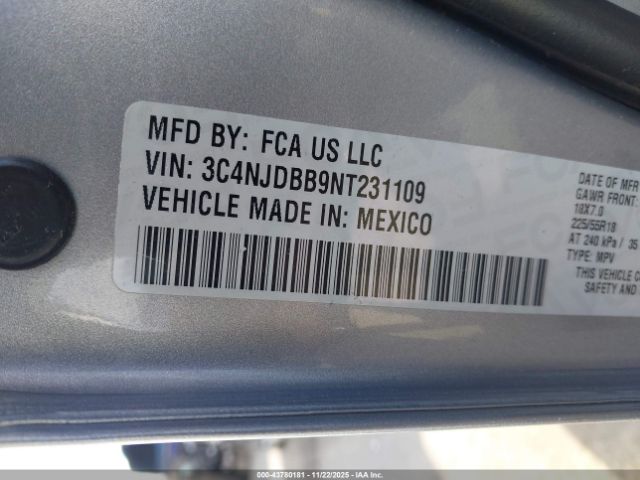 MFD BY: FCA US LLC
VIN: 3C4NJDBB9NT231109
VEHICLE MADE IN: MEXICO
DATE OF MFR
GAWR FRONT:
18X7.0
225/55R18
AT 240 kPa / 35
TYPE: MPV
THIS VEHICLE C
SAFETY AND
000-43780181 - 11/22/2025 - IAA Inc.